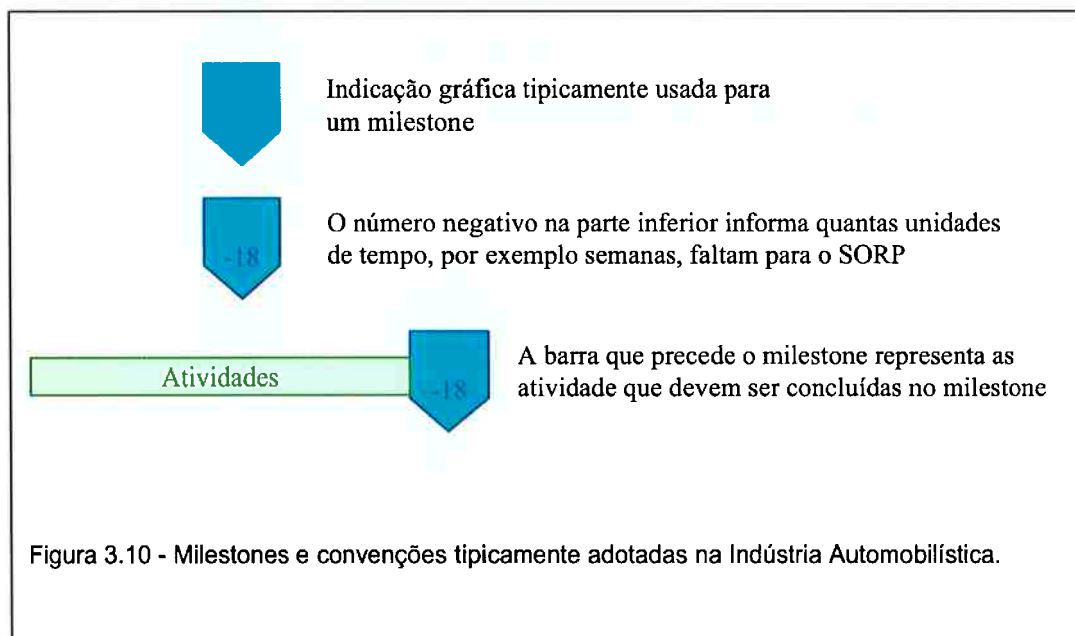 Indicação gráfica tipicamente usada para
um milestone
-18
O número negativo na parte inferior informa quantas unidades
de tempo, por exemplo semanas, faltam para o SORP
Atividades
-18
A barra que precede o milestone representa as
atividade que devem ser concluídas no milestone
Figura 3.10 - Milestones e convenções tipicamente adotadas na Indústria Automobilística.